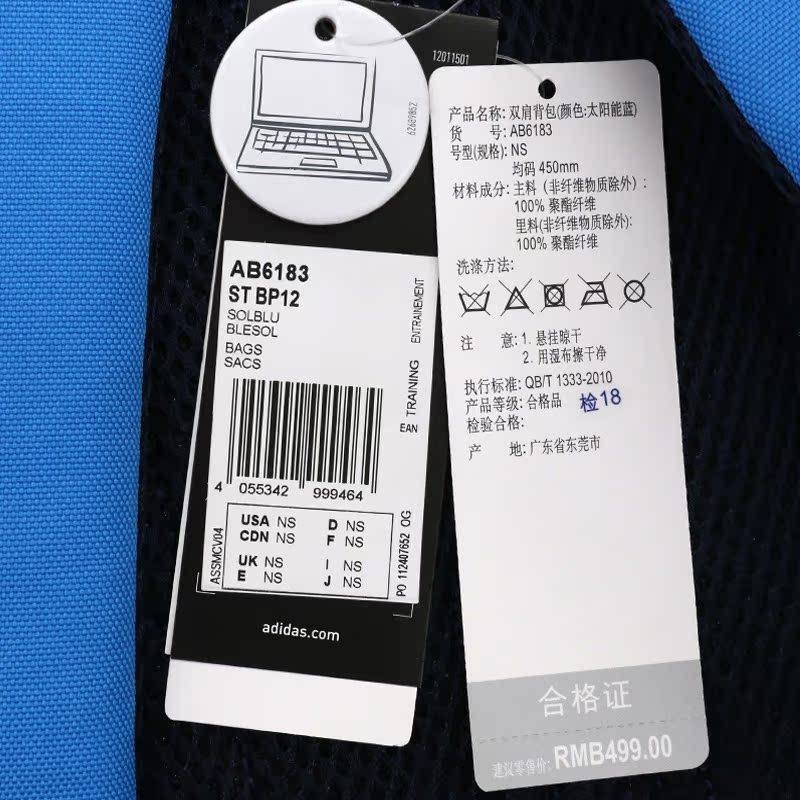 12011501
62689852
AB6183
ST BP12
SOLBLU
BLESOL
BAGS
SACS
TRAINING
ENTRAINEMENT
EAN
4 055342 999464
USA NS D NS
CDN NS F NS
UK NS I NS
E NS J NS
ASSMCV04
PO 112407652 OG
adidas.com
产品名称: 双肩背包(颜色:太阳能蓝)
货 号: AB6183
号型(规格): NS
均码 450mm
材料成分: 主料（非纤维物质除外）:
100% 聚酯纤维
里料(非纤维物质除外):
100% 聚酯纤维
洗涤方法:
注 意: 1. 悬挂晾干
2. 用湿布擦干净
执行标准: QB/T 1333-2010
产品等级: 合格品
检18
检验合格:
产 地: 广东省东莞市
合格证
建议零售价: RMB499.00